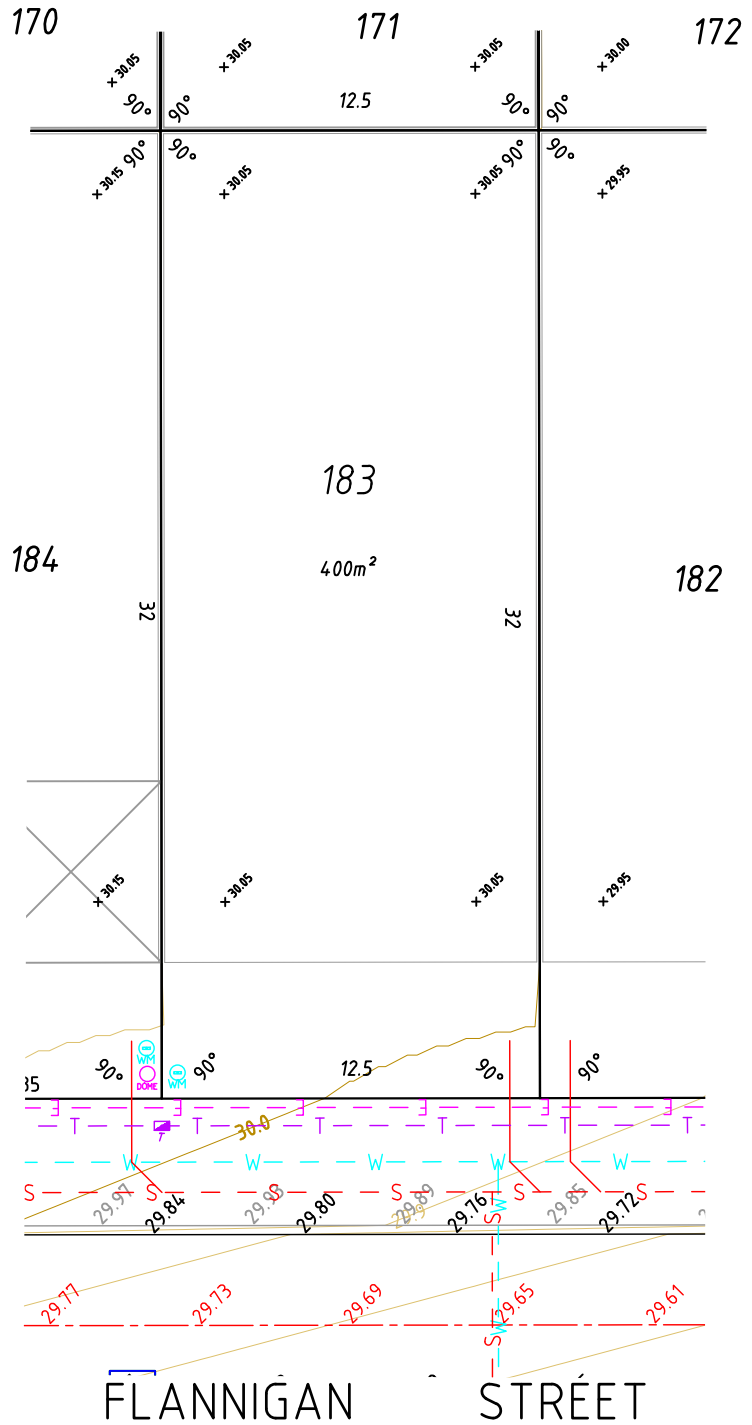 170 171 172
30.05 30.05 30.05 30.00
90° 90° 12.5 90° 90°
90° 90° 90° 90°
30.15 30.05 30.05 29.95
183
184 400m² 182
32 32
30.15 30.05 30.05 29.95
WM
90° 90° 12.5 90° 90°
DOME WM
T T T T T T
30.0
T
W W W W W
S S S S S S
29.97 29.93 29.89 29.85
29.84 29.80 29.76 29.72
S W
29.77 29.73 29.69 29.65 29.61
S W
FLANNIGAN STREET